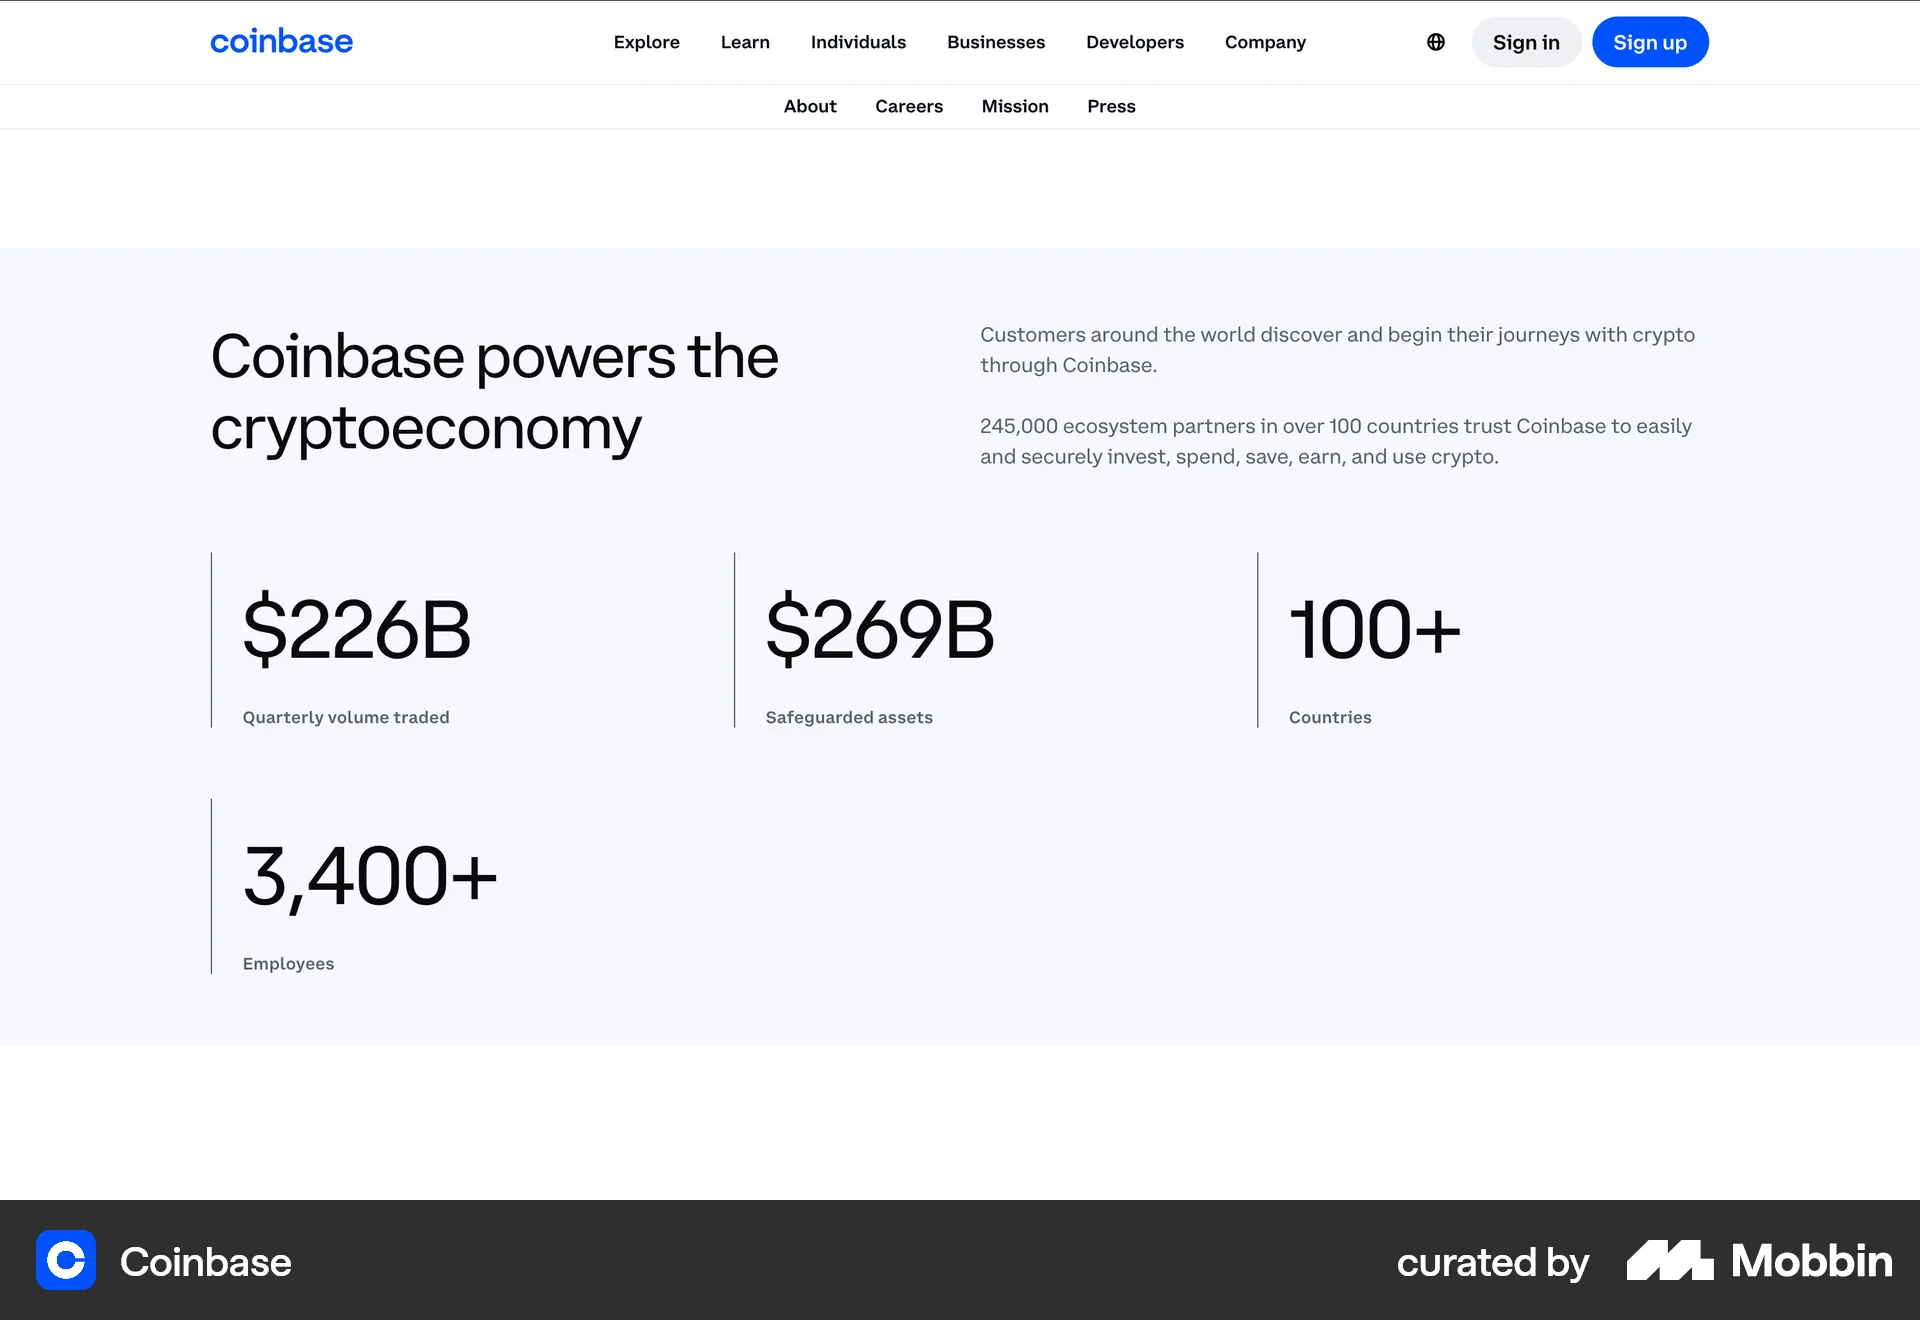 coinbase
Explore Learn Individuals Businesses Developers Company
Sign in
Sign up
About Careers Mission Press
Coinbase powers the
cryptoeconomy
Customers around the world discover and begin their journeys with crypto
through Coinbase.
245,000 ecosystem partners in over 100 countries trust Coinbase to easily
and securely invest, spend, save, earn, and use crypto.
$226B
Quarterly volume traded
$269B
Safeguarded assets
100+
Countries
3,400+
Employees
Coinbase
curated by Mobbin